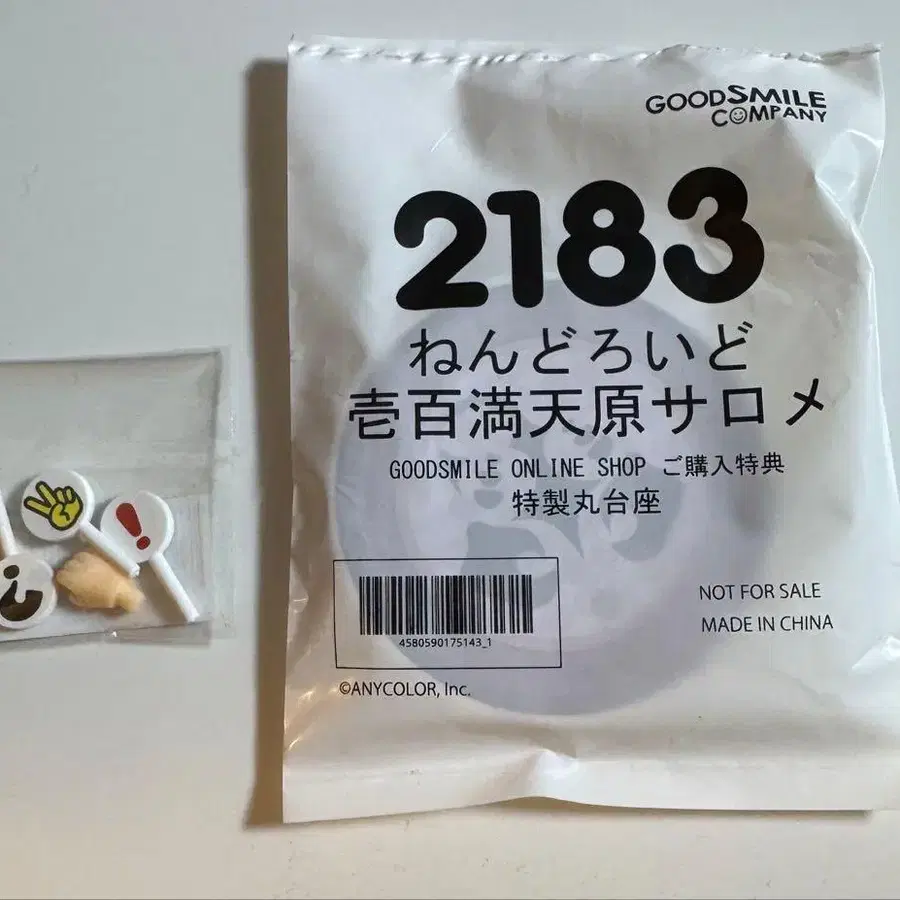 GOODSMILE
COMPANY
2183
ねんどろいど
壱百満天原サロメ
GOODSMILE ONLINE SHOP ご購入特典
特製丸台座
4580590175143_1
NOT FOR SALE
MADE IN CHINA
©ANYCOLOR, Inc.
!
?